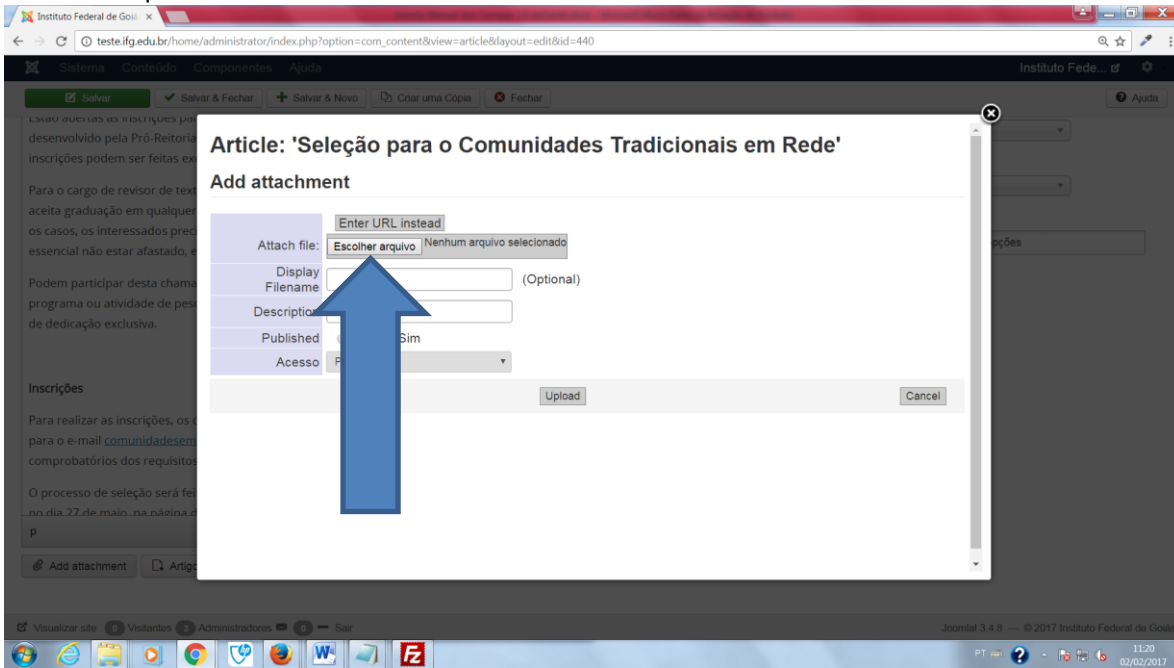 Instituto Federal de Goiá
teste.ifg.edu.br/home/administrator/index.php?option=com_content&view=article&layout=edit&id=440
Sistema Conteúdo Componentes Ajuda Instituto Fede...
Salvar Salvar & Fechar Salvar & Novo Criar uma Cópia Fechar Ajuda
Estão abertas as inscrições
desenvolvido pela Pró-Reitoria
inscrições podem ser feitas
Para o cargo de revisor de text
aceita graduação em qualquer
os casos, os interessados
essencial não estar afastado, e
Podem participar desta chama
programa ou atividade de
de dedicação exclusiva.
Inscrições
Para realizar as inscrições, os
para o e-mail comunidadesem
comprobatórios dos requisitos
O processo de seleção será fei
no dia 27 de maio, na página d
p
Add attachment
Article: 'Seleção para o Comunidades Tradicionais em Rede'
Add attachment
Enter URL instead
Attach file: Escolher arquivo Nenhum arquivo selecionado
Display Filename (Optional)
Description
Published Sim
Acesso
Upload Cancel
pções
Visualizar site 0 Visitantes Administradores 0 Sair
Joomla! 3.4.8 — © 2017 Instituto Federal de Goiás
PT 11:20
02/02/2017